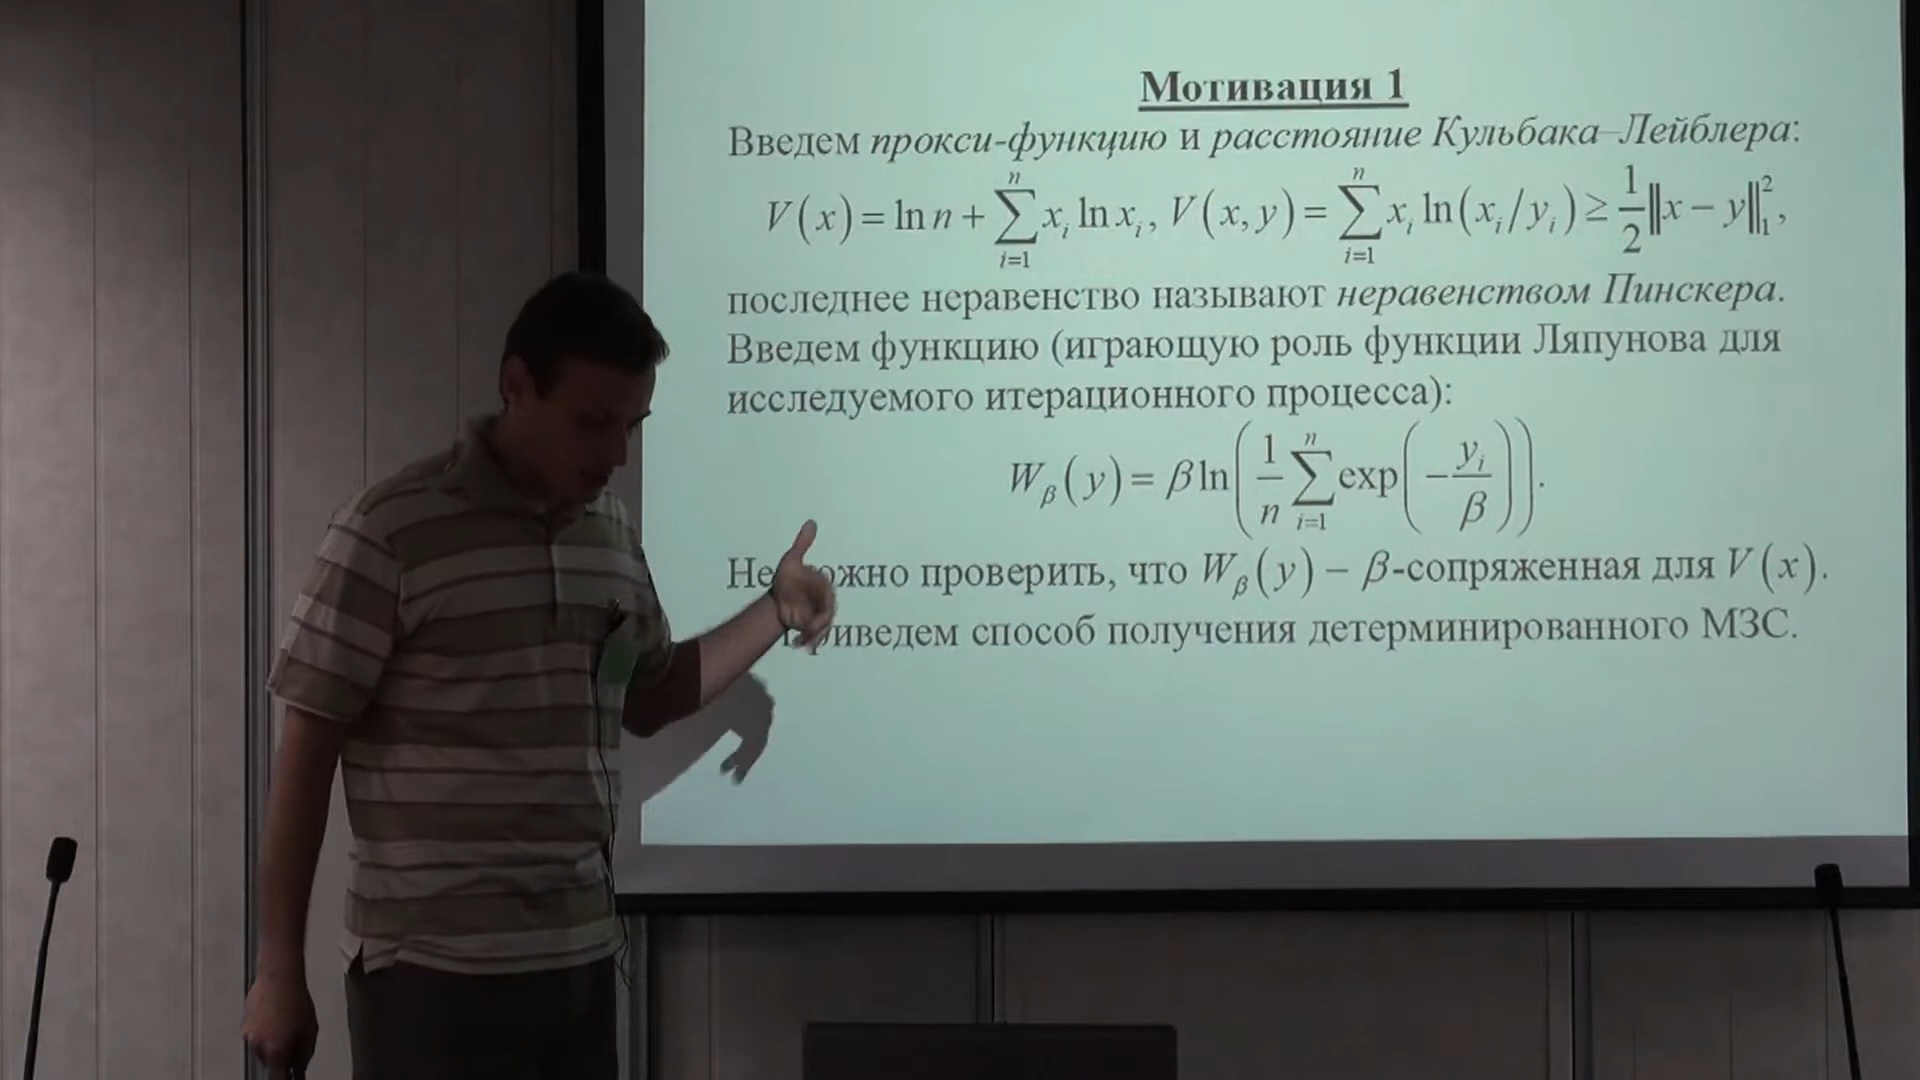 Мотивация 1
Введем прокси-функцию и расстояние Кульбака–Лейблера:
V(x) = ln n + ∑_{i=1}^{n} x_i ln x_i, V(x, y) = ∑_{i=1}^{n} x_i ln(x_i/y_i) ≥ 1/2 ‖x − y‖_1^2,
последнее неравенство называют неравенством Пинскера.
Введем функцию (играющую роль функции Ляпунова для
исследуемого итерационного процесса):
W_β(y) = β ln(1/n ∑_{i=1}^{n} exp(−y_i/β)).
проверить, что W_β(y) – β-сопряженная для V(x).
способ получения детерминированного МЗС.